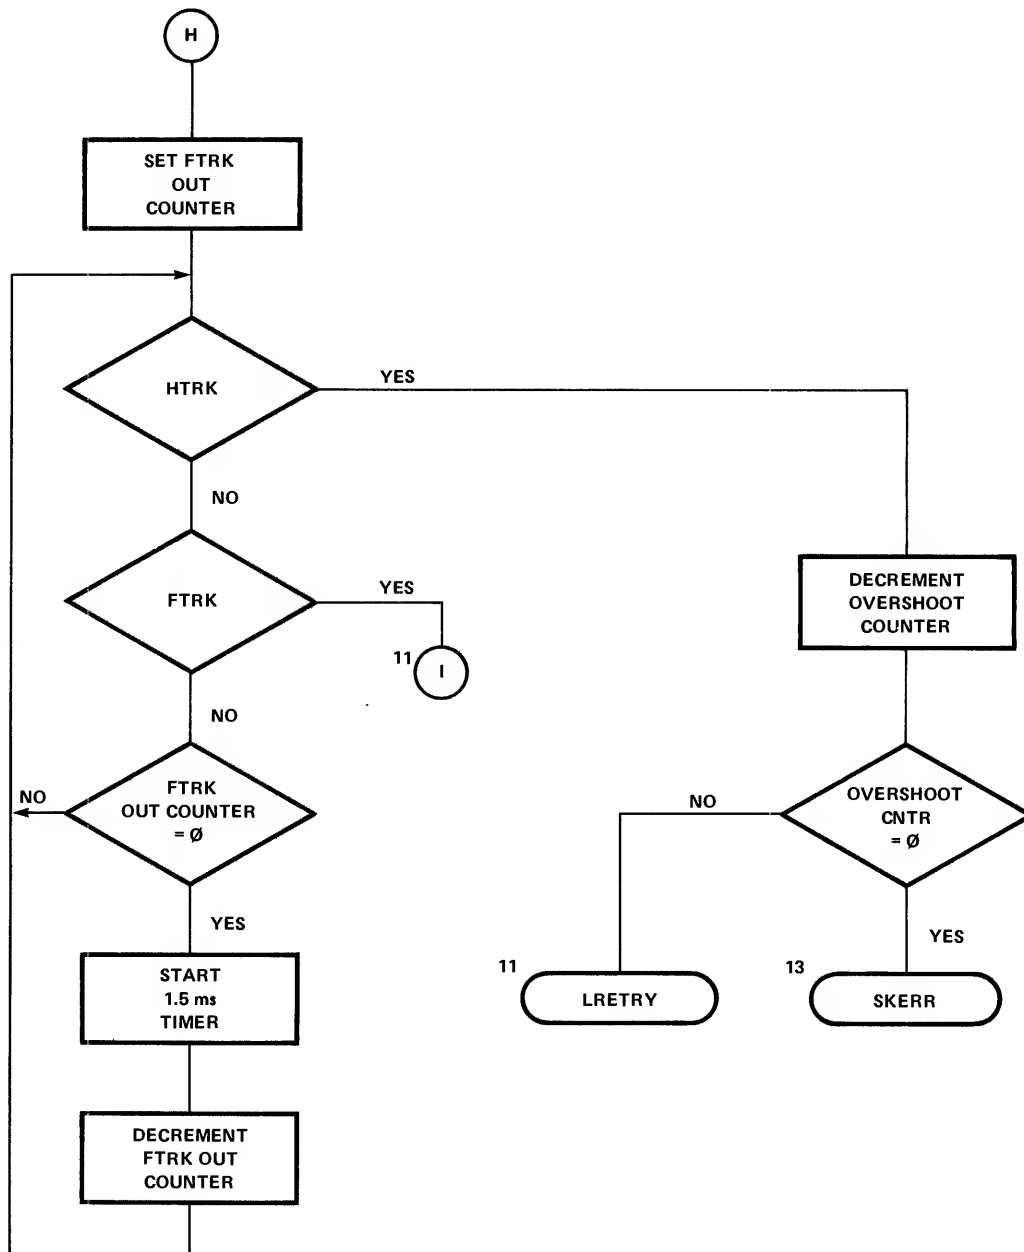 H
SET FTRK
OUT
COUNTER
HTRK
YES
NO
FTRK
YES
11
I
NO
FTRK
OUT COUNTER
= Ø
NO
YES
START
1.5 ms
TIMER
DECREMENT
FTRK OUT
COUNTER
DECREMENT
OVERSHOOT
COUNTER
OVERSHOOT
CNTR
= Ø
NO
YES
11
LRETRY
13
SKERR